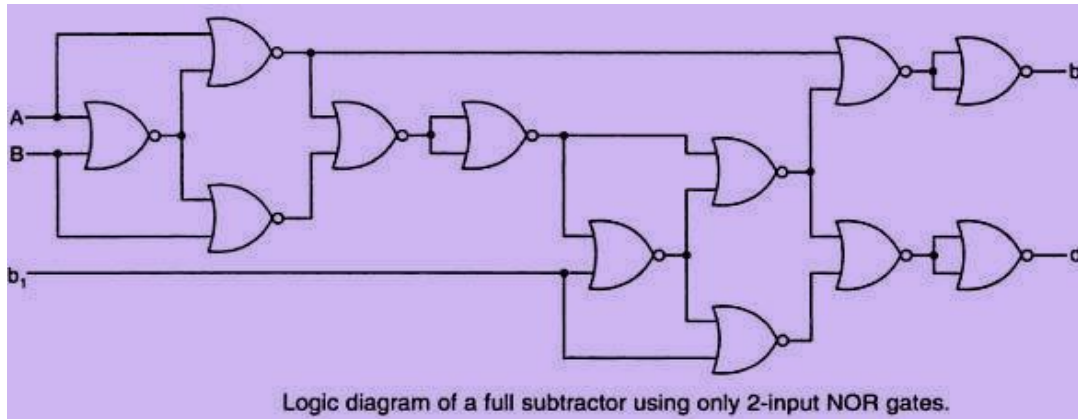 b
A
B
b₁
d
Logic diagram of a full subtractor using only 2-input NOR gates.